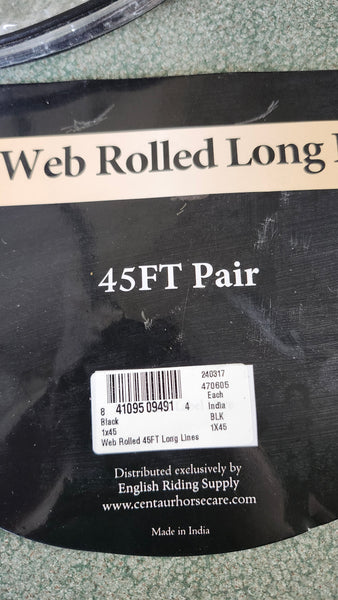 Web Rolled Long
45FT Pair
240317
470605
Each
8 41095 09491 4 India
Black BLK
1x45 1X45
Web Rolled 45FT Long Lines
Distributed exclusively by
English Riding Supply
www.centaurhorsecare.com
Made in India